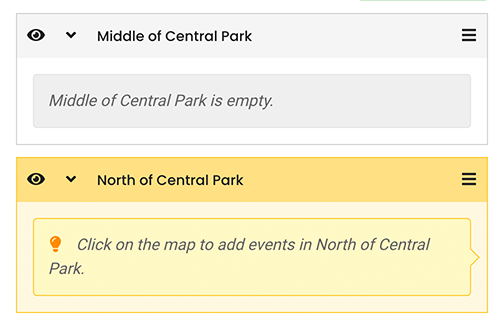 Middle of Central Park
Middle of Central Park is empty.
North of Central Park
Click on the map to add events in North of Central
Park.